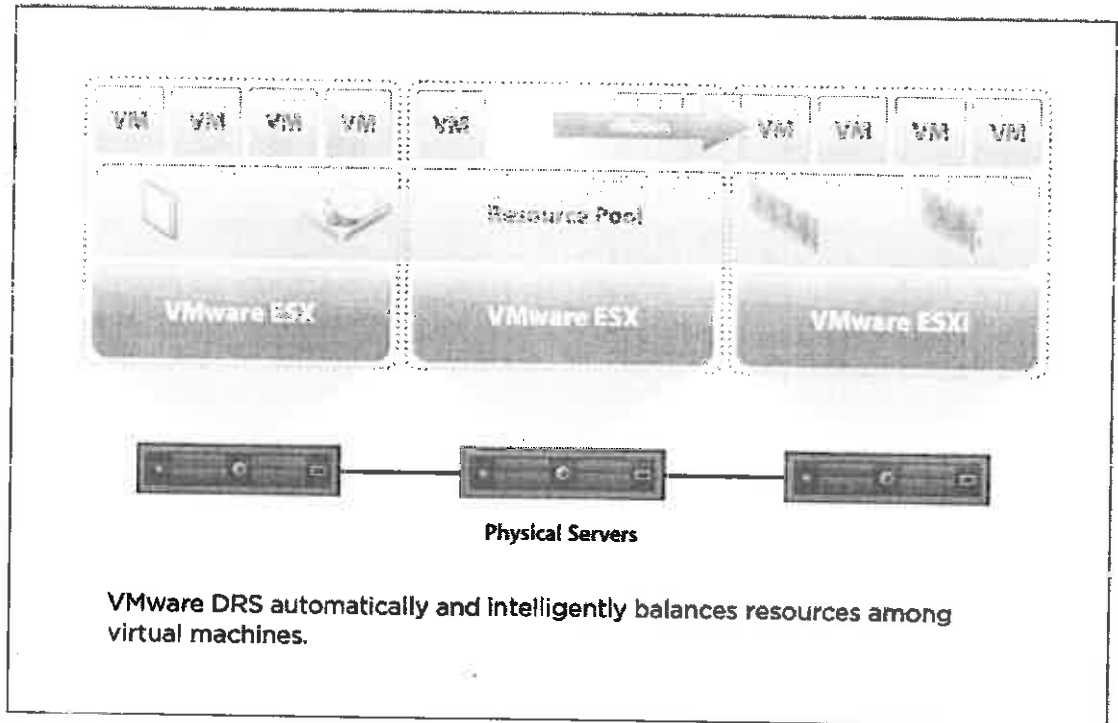 VM VM VM VM VM VM VM VM VM
Resource Pool
VMware ESX VMware ESX VMware ESXi
Physical Servers
VMware DRS automatically and intelligently balances resources among
virtual machines.